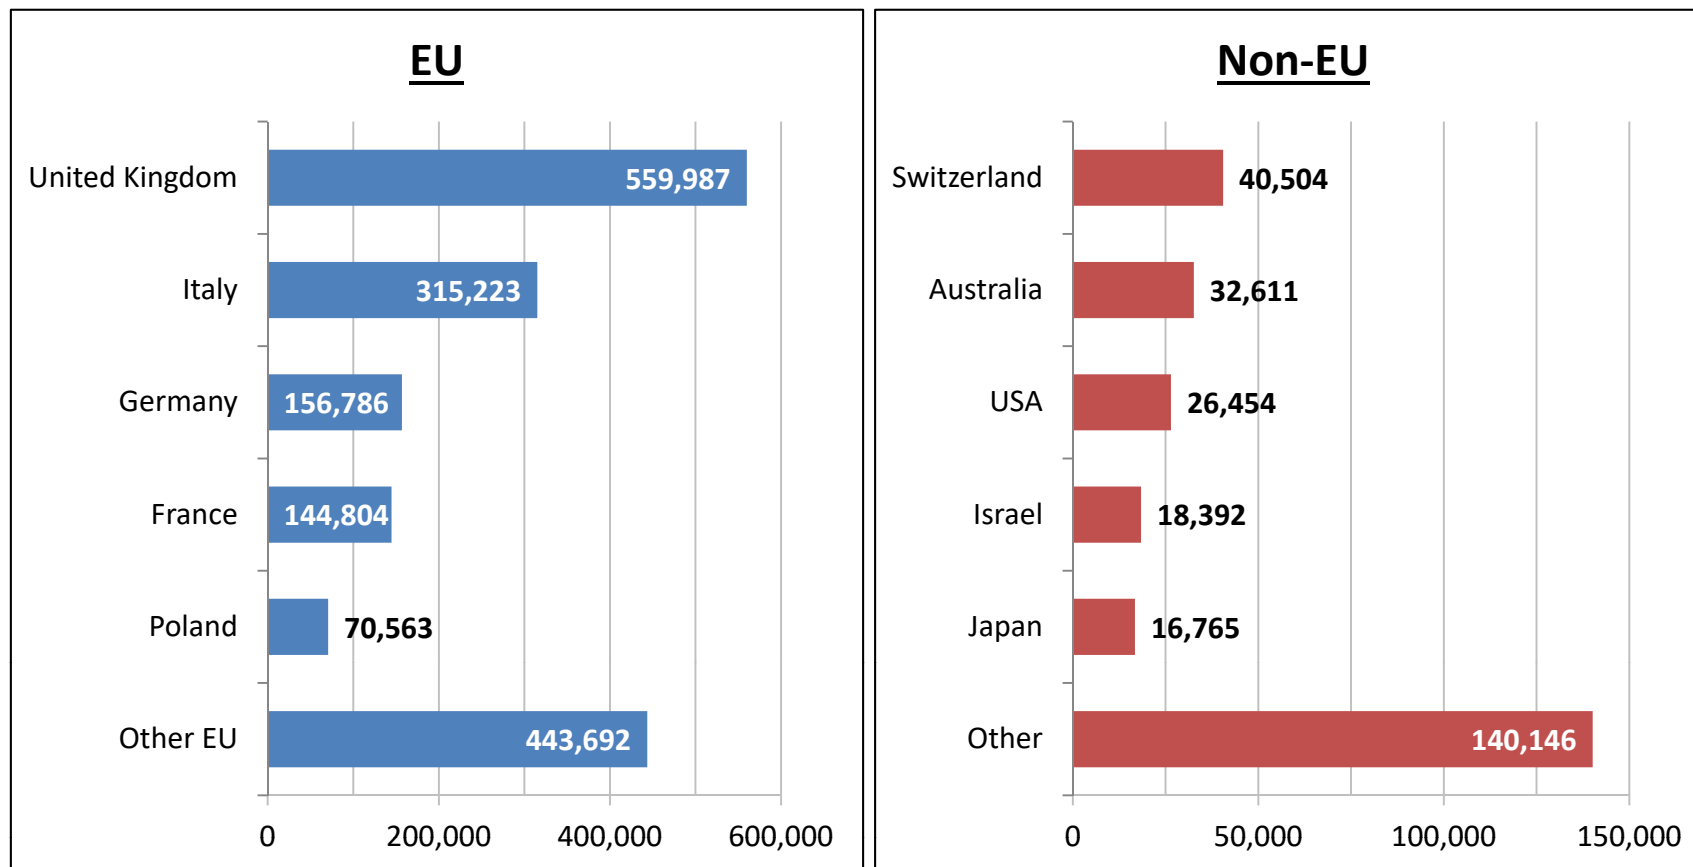 EU
United Kingdom 559,987
Italy 315,223
Germany 156,786
France 144,804
Poland 70,563
Other EU 443,692
0 200,000 400,000 600,000
Non-EU
Switzerland 40,504
Australia 32,611
USA 26,454
Israel 18,392
Japan 16,765
Other 140,146
0 50,000 100,000 150,000